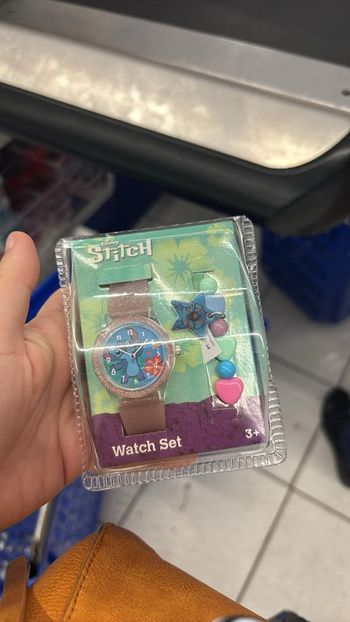 Disney
STITCH
Watch Set
3+